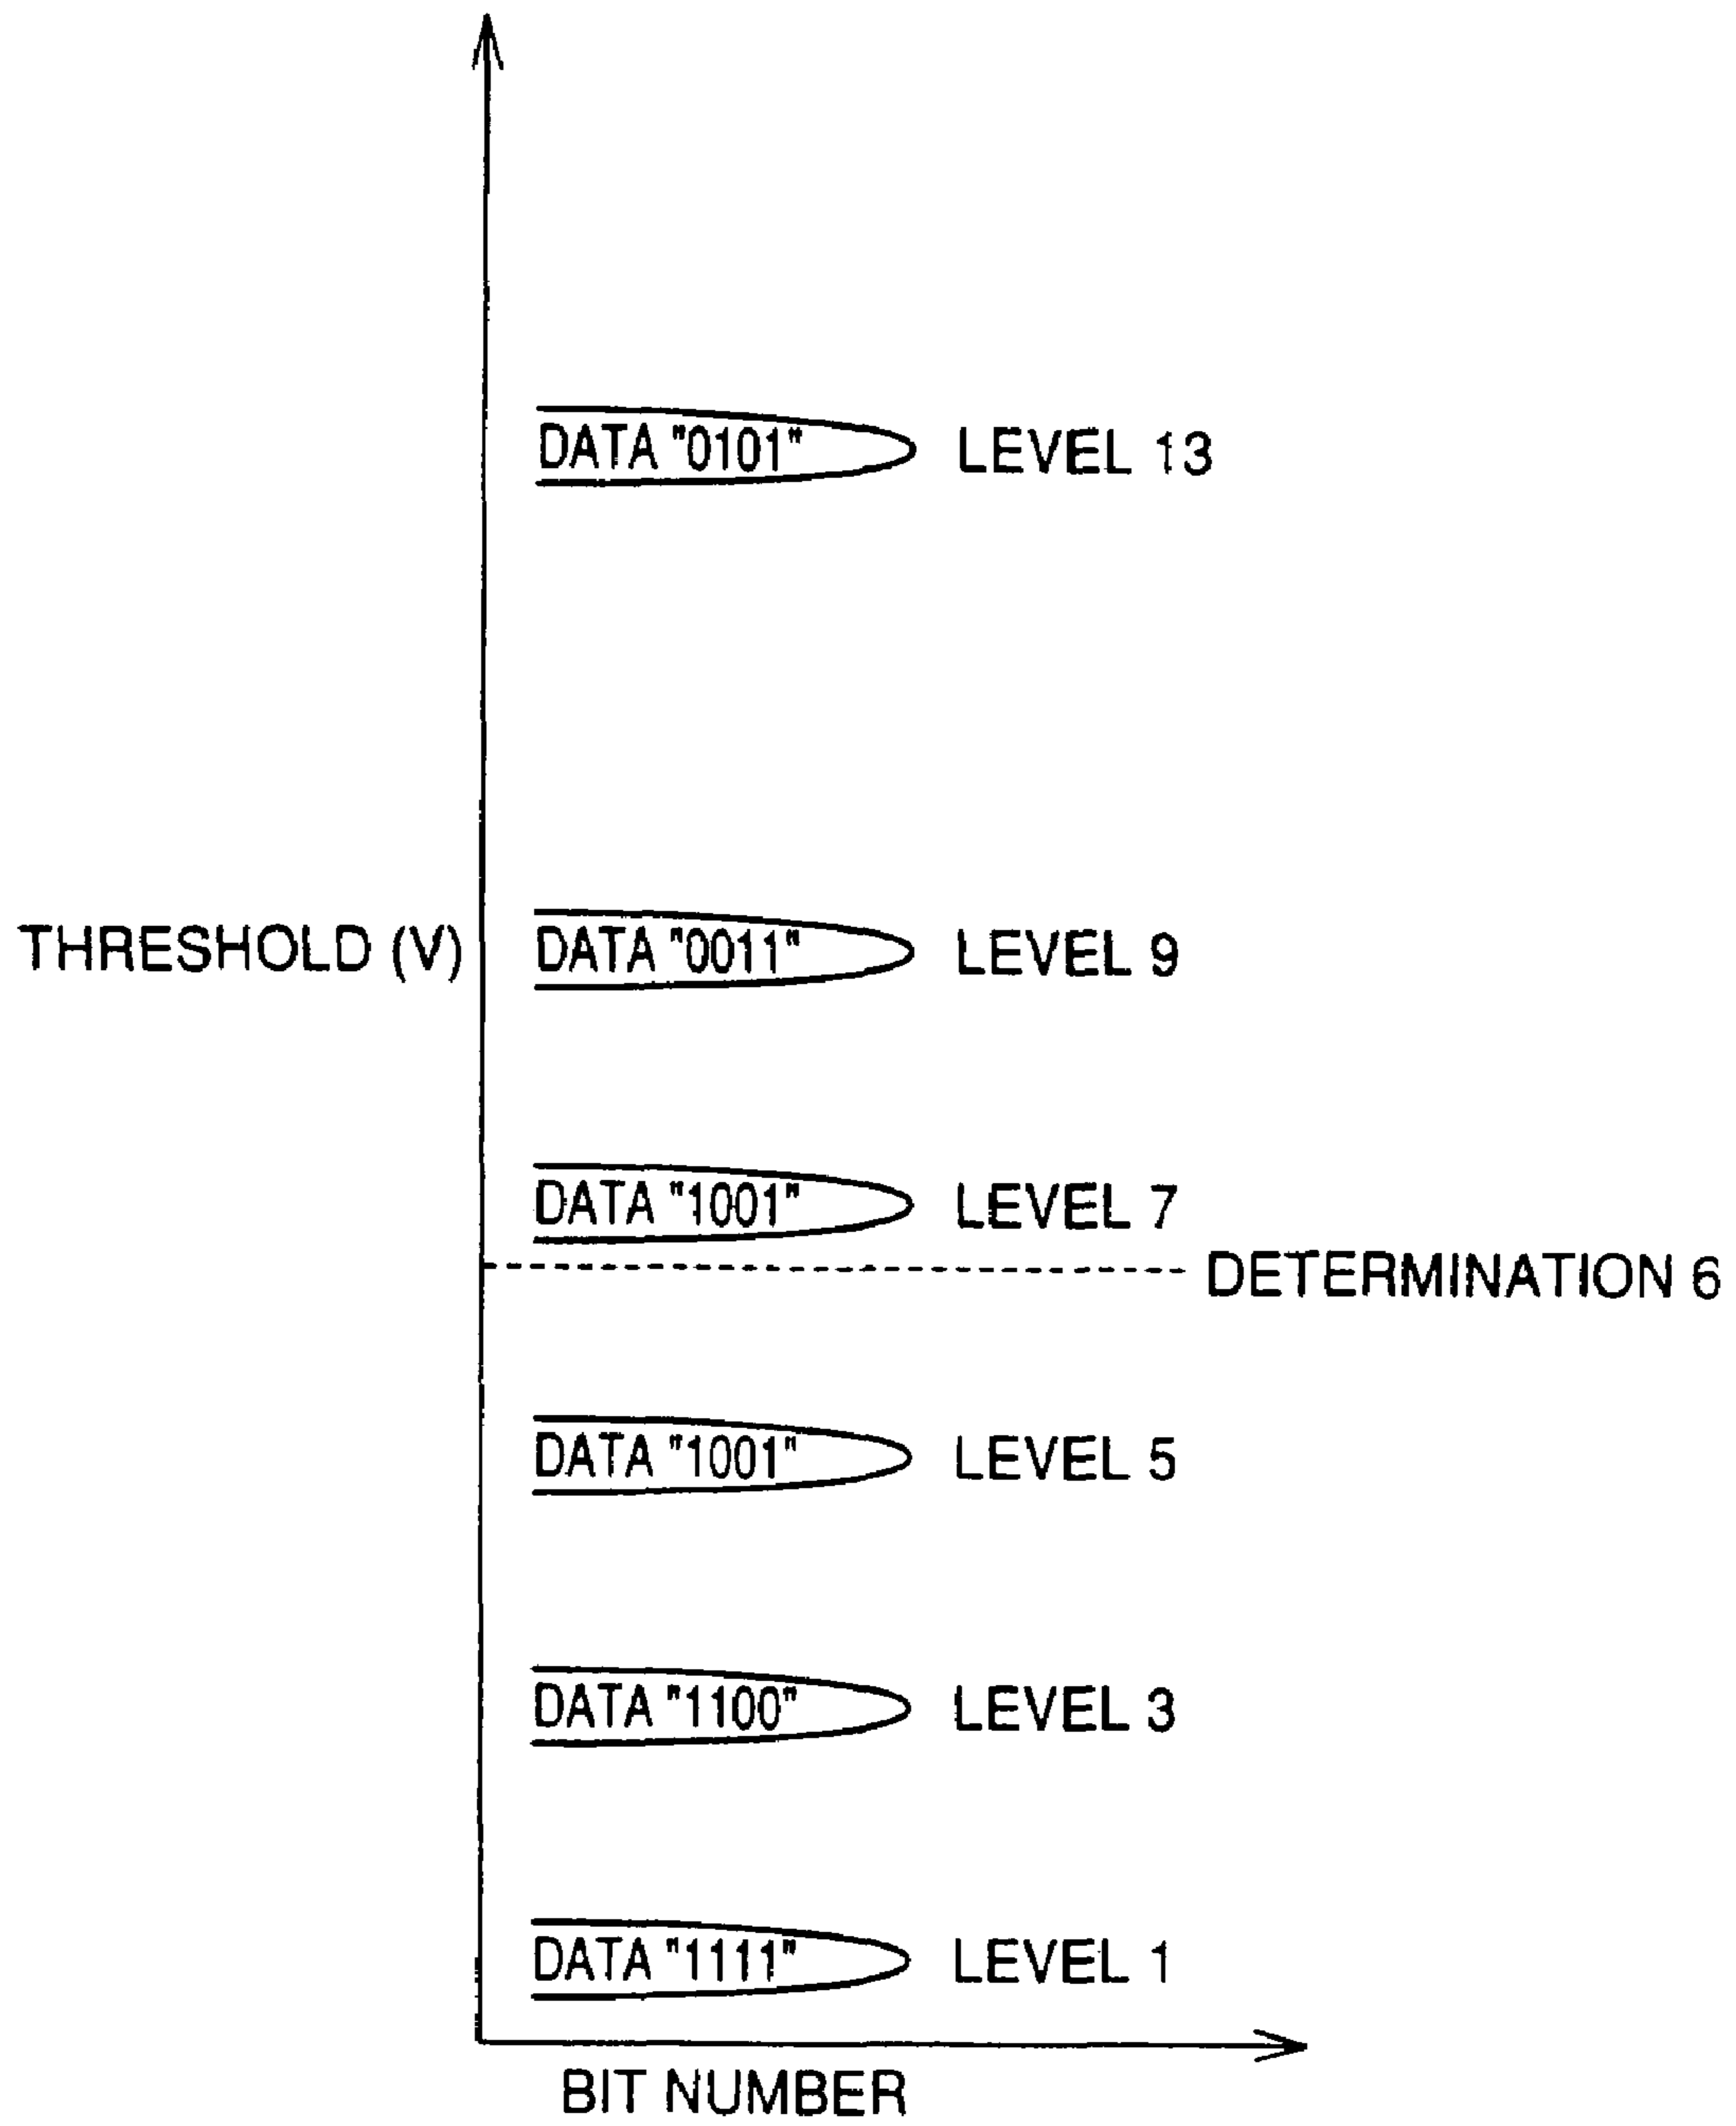 DATA "0101" LEVEL 13
THRESHOLD (V) DATA "0011" LEVEL 9
DATA "1001" LEVEL 7
DETERMINATION 6
DATA "1001" LEVEL 5
DATA "1100" LEVEL 3
DATA "1111" LEVEL 1
BIT NUMBER